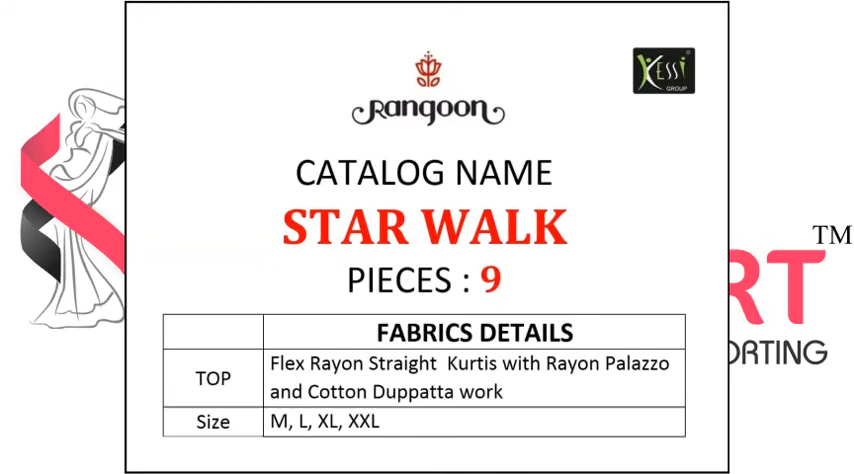 Rangoon
KESSI
GROUP
CATALOG NAME
STAR WALK
PIECES : 9
TM
RT
ORTING
FABRICS DETAILS
TOP
Flex Rayon Straight Kurtis with Rayon Palazzo
and Cotton Duppatta work
Size
M, L, XL, XXL